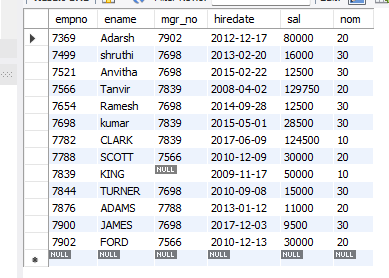 empno ename mgr_no hiredate sal nom
7369 Adarsh 7902 2012-12-17 80000 20
7499 shruthi 7698 2013-02-20 16000 30
7521 Anvitha 7698 2015-02-22 12500 30
7566 Tanvir 7839 2008-04-02 129750 20
7654 Ramesh 7698 2014-09-28 12500 30
7698 kumar 7839 2015-05-01 28500 30
7782 CLARK 7839 2017-06-09 124500 10
7788 SCOTT 7566 2010-12-09 30000 20
7839 KING NULL 2009-11-17 50000 10
7844 TURNER 7698 2010-09-08 15000 30
7876 ADAMS 7788 2013-01-12 11000 20
7900 JAMES 7698 2017-12-03 9500 30
7902 FORD 7566 2010-12-13 30000 20
NULL NULL NULL NULL NULL NULL